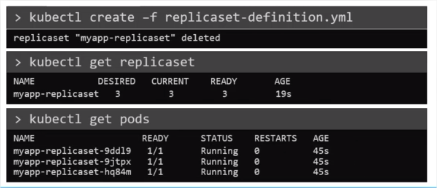 > kubectl create –f replicaset-definition.yml
replicaset "myapp-replicaset" deleted
> kubectl get replicaset
NAME DESIRED CURRENT READY AGE
myapp-replicaset 3 3 3 19s
> kubectl get pods
NAME READY STATUS RESTARTS AGE
myapp-replicaset-9ddl9 1/1 Running 0 45s
myapp-replicaset-9jtpx 1/1 Running 0 45s
myapp-replicaset-hq84m 1/1 Running 0 45s